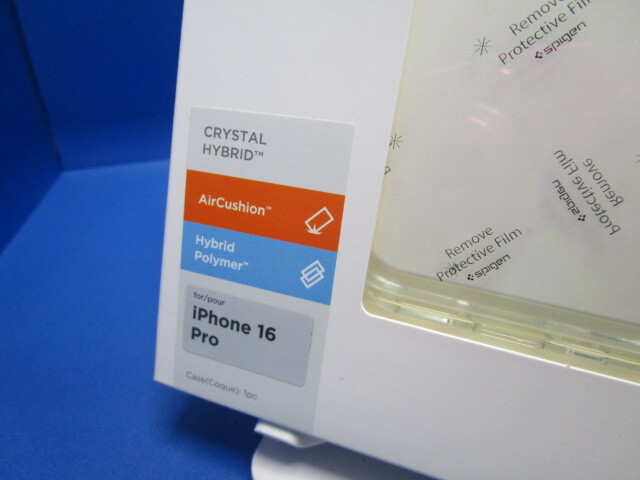 CRYSTAL
HYBRID™
AirCushion™
Hybrid
Polymer™
for/pour
iPhone 16
Pro
Case(Coque): 1pc
Remove
Protective Film
spigen
Remove
Protective Film
spigen
Remove
Protective Film
spigen